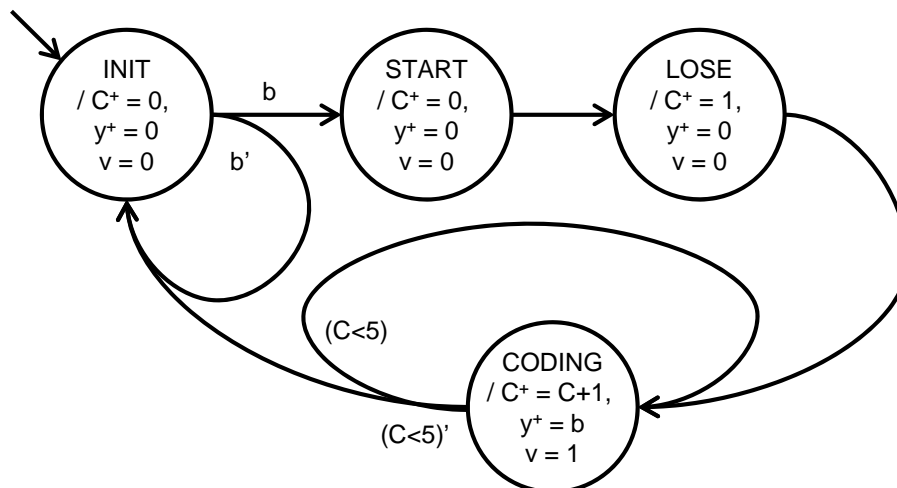 INIT
/ C⁺ = 0,
y⁺ = 0
v = 0
b
b’
START
/ C⁺ = 0,
y⁺ = 0
v = 0
LOSE
/ C⁺ = 1,
y⁺ = 0
v = 0
(C<5)
(C<5)’
CODING
/ C⁺ = C+1,
y⁺ = b
v = 1